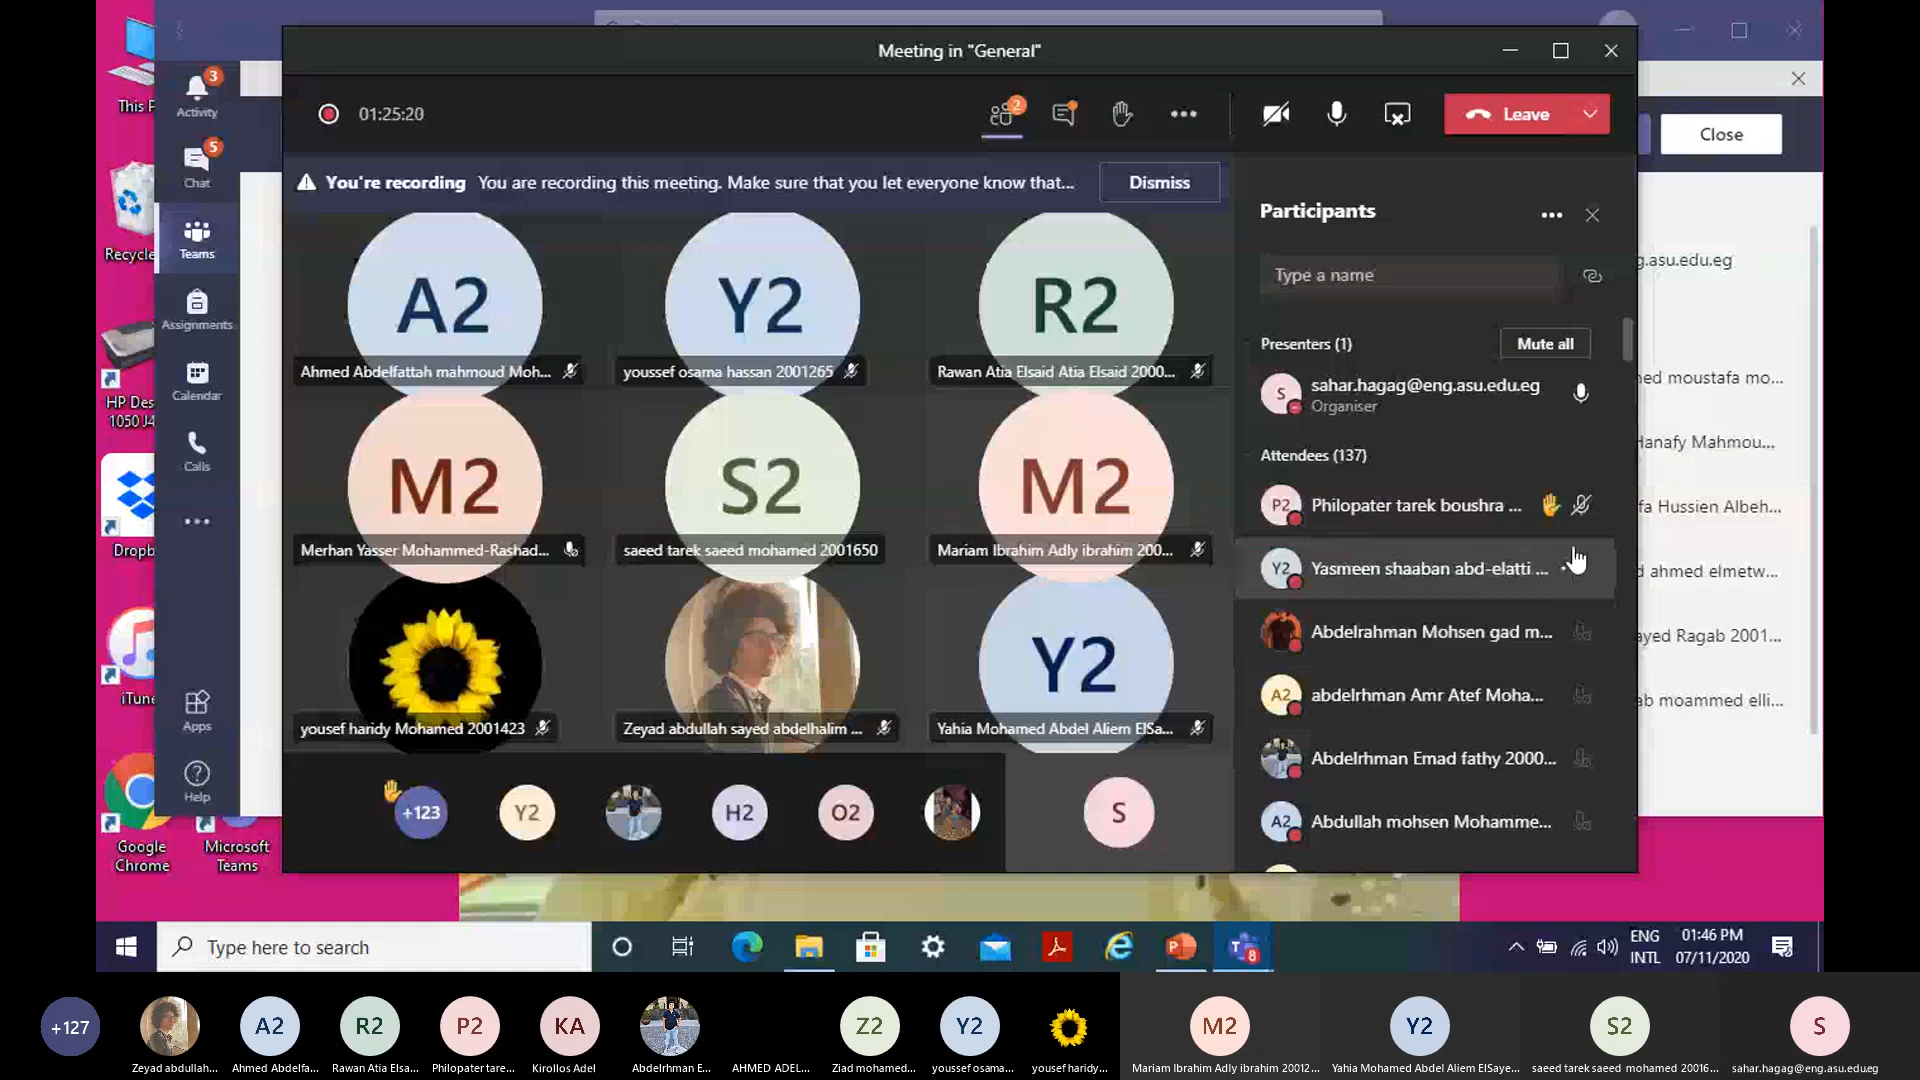 Meeting in "General"
01:25:20
2
Leave
Close
You're recording You are recording this meeting. Make sure that you let everyone know that...
Dismiss
3
Activity
5
Chat
Teams
Assignments
Calendar
Calls
Apps
Help
This P
Recycle
HP Des
1050 J4
Dropb
iTune
Google
Chrome
Microsoft
Teams
A2
Ahmed Abdelfattah mahmoud Moh...
Y2
youssef osama hassan 2001265
R2
Rawan Atia Elsaid Atia Elsaid 2000...
M2
Merhan Yasser Mohammed-Rashad...
S2
saeed tarek saeed mohamed 2001650
M2
Mariam Ibrahim Adly ibrahim 200...
yousef haridy Mohamed 2001423
Zeyad abdullah sayed abdelhalim ...
Y2
Yahia Mohamed Abdel Aliem ElSa...
+123
Y2
H2
O2
S
Participants
Type a name
Presenters (1)
Mute all
S
sahar.hagag@eng.asu.edu.eg
Organiser
Attendees (137)
P2
Philopater tarek boushra ...
Y2
Yasmeen shaaban abd-elatti ...
Abdelrahman Mohsen gad m...
A2
abdelrhman Amr Atef Moha...
Abdelrhman Emad fathy 2000...
A2
Abdullah mohsen Mohamme...
g.asu.edu.eg
ed moustafa mo...
Hanafy Mahmou...
fa Hussien Albeh...
d ahmed elmetw...
ayed Ragab 2001...
ab moammed elli...
Type here to search
8
ENG
INTL
01:46 PM
07/11/2020
+127
Zeyad abdullah...
A2
Ahmed Abdelfa...
R2
Rawan Atia Elsa...
P2
Philopater tare...
KA
Kirollos Adel
Abdelrhman E...
AHMED ADEL...
Z2
Ziad mohamed...
Y2
youssef osama...
yousef haridy...
M2
Mariam Ibrahim Adly ibrahim 20012...
Y2
Yahia Mohamed Abdel Aliem ElSaye...
S2
saeed tarek saeed mohamed 20016...
S
sahar.hagag@eng.asu.edu.eg